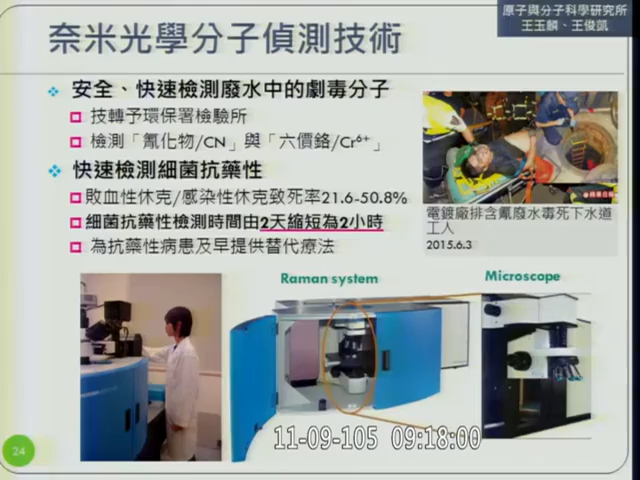 原子與分子科學研究所
王玉麟、王俊凱
奈米光學分子偵測技術
安全、快速檢測廢水中的劇毒分子
技轉予環保署檢驗所
檢測「氰化物/CN」與「六價鉻/Cr⁶⁺」
快速檢測細菌抗藥性
敗血性休克/感染性休克致死率21.6-50.8%
細菌抗藥性檢測時間由2天縮短為2小時
為抗藥性病患及早提供替代療法
電鍍廠排含氰廢水毒死下水道
工人
2015.6.3
Raman system
Microscope
11-09-105 09:18:00
24